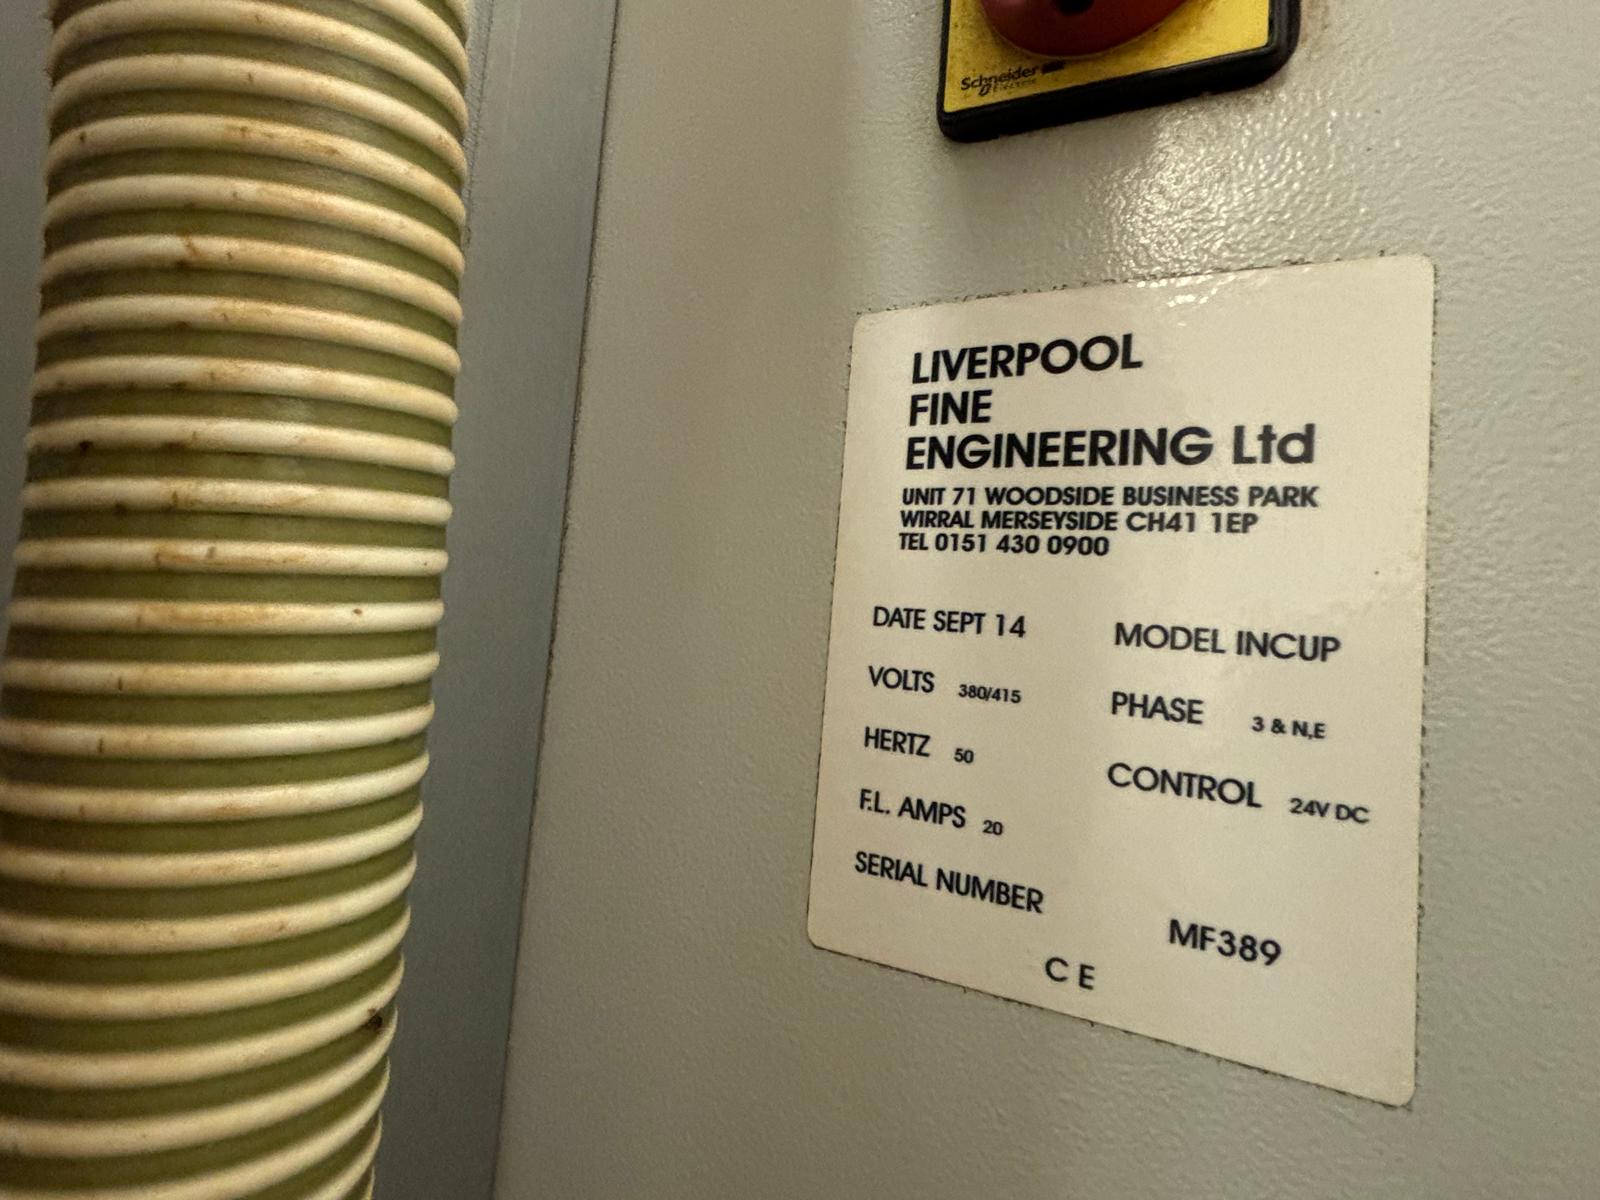 Schneider
Electric
LIVERPOOL
FINE
ENGINEERING Ltd
UNIT 71 WOODSIDE BUSINESS PARK
WIRRAL MERSEYSIDE CH41 1EP
TEL 0151 430 0900
DATE SEPT 14 MODEL INCUP
VOLTS 380/415 PHASE 3 & N,E
HERTZ 50 CONTROL 24V DC
F.L. AMPS 20
SERIAL NUMBER MF389
C E